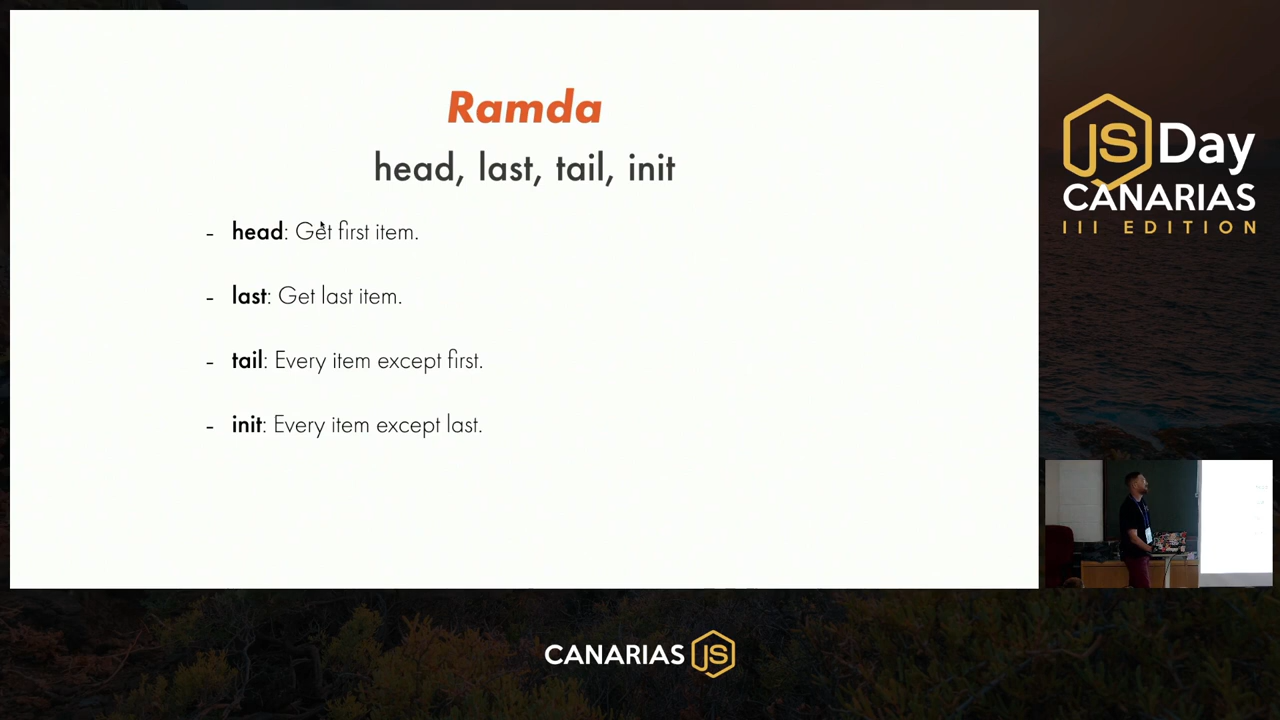 Ramda
head, last, tail, init
- head: Get first item.
- last: Get last item.
- tail: Every item except first.
- init: Every item except last.
JS Day
CANARIAS
III EDITION
CANARIAS JS